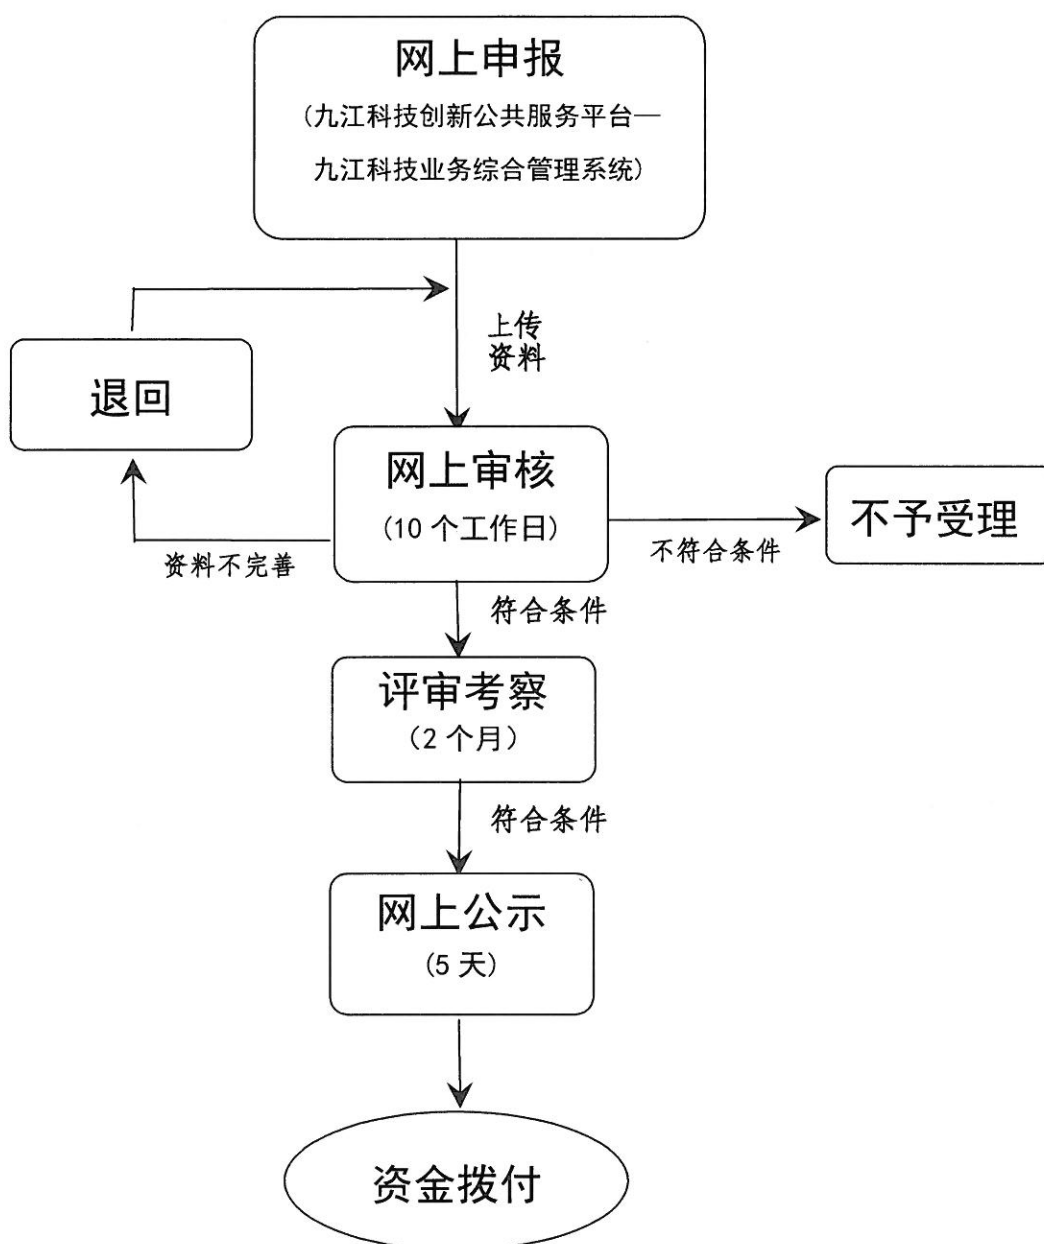 网上申报
(九江科技创新公共服务平台—
九江科技业务综合管理系统)
上传
资料
退回
网上审核
(10 个工作日)
不予受理
资料不完善
不符合条件
符合条件
评审考察
(2 个月)
符合条件
网上公示
(5 天)
资金拨付